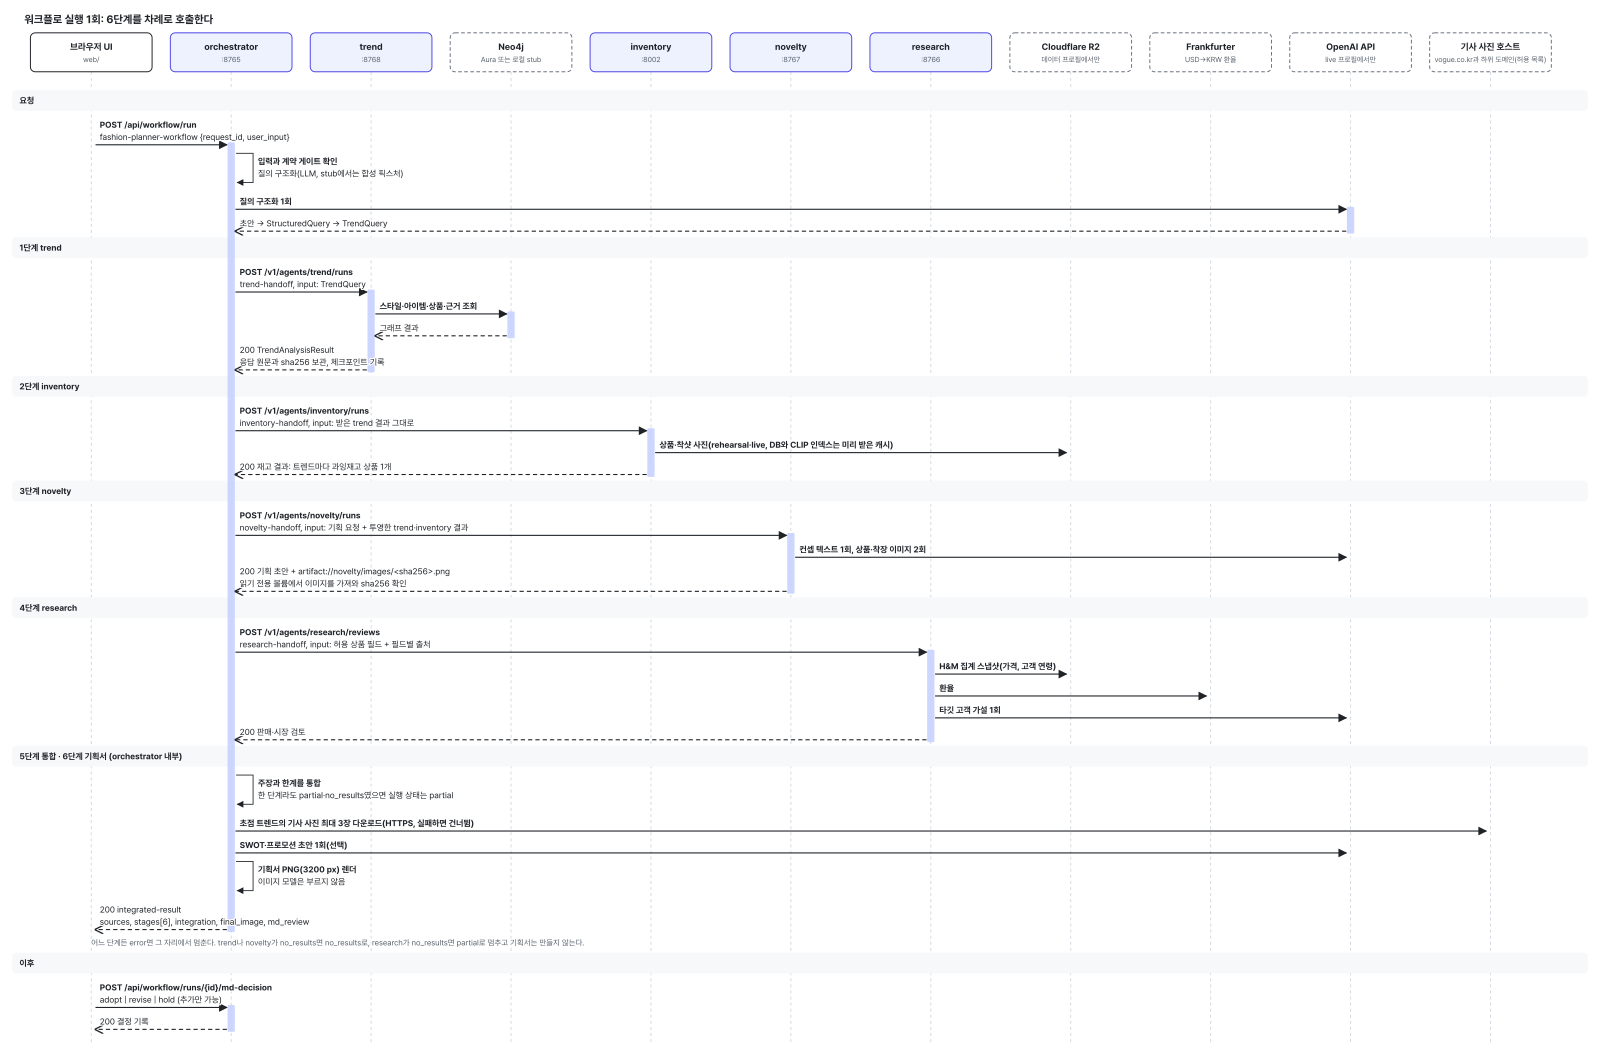 워크플로 실행 1회: 6단계를 차례로 호출한다
브라우저 UI
web/
orchestrator
:8765
trend
:8768
Neo4j
Aura 또는 로컬 stub
inventory
:8002
novelty
:8767
research
:8766
Cloudflare R2
데이터 프로필에서만
Frankfurter
USD→KRW 환율
OpenAI API
live 프로필에서만
기사 사진 호스트
vogue.co.kr과 하위 도메인(허용 목록)
요청
POST /api/workflow/run
fashion-planner-workflow {request_id, user_input}
입력과 계약 게이트 확인
질의 구조화(LLM, stub에서는 합성 픽스처)
질의 구조화 1회
초안 → StructuredQuery → TrendQuery
1단계 trend
POST /v1/agents/trend/runs
trend-handoff, input: TrendQuery
스타일·아이템·상품·근거 조회
그래프 결과
200 TrendAnalysisResult
응답 원문과 sha256 보관, 체크포인트 기록
2단계 inventory
POST /v1/agents/inventory/runs
inventory-handoff, input: 받은 trend 결과 그대로
상품·착샷 사진(rehearsal·live, DB와 CLIP 인덱스는 미리 받은 캐시)
200 재고 결과: 트렌드마다 과잉재고 상품 1개
3단계 novelty
POST /v1/agents/novelty/runs
novelty-handoff, input: 기획 요청 + 투영한 trend·inventory 결과
컨셉 텍스트 1회, 상품·착장 이미지 2회
200 기획 초안 + artifact://novelty/images/<sha256>.png
읽기 전용 볼륨에서 이미지를 가져와 sha256 확인
4단계 research
POST /v1/agents/research/reviews
research-handoff, input: 허용 상품 필드 + 필드별 출처
H&M 집계 스냅샷(가격, 고객 연령)
환율
타깃 고객 가설 1회
200 판매·시장 검토
5단계 통합 · 6단계 기획서 (orchestrator 내부)
주장과 한계를 통합
한 단계라도 partial·no_results였으면 실행 상태는 partial
초점 트렌드의 기사 사진 최대 3장 다운로드(HTTPS, 실패하면 건너뜀)
SWOT·프로모션 초안 1회(선택)
기획서 PNG(3200 px) 렌더
이미지 모델은 부르지 않음
200 integrated-result
sources, stages[6], integration, final_image, md_review
어느 단계든 error면 그 자리에서 멈춘다. trend나 novelty가 no_results면 no_results로, research가 no_results면 partial로 멈추고 기획서는 만들지 않는다.
이후
POST /api/workflow/runs/{id}/md-decision
adopt | revise | hold (추가만 가능)
200 결정 기록